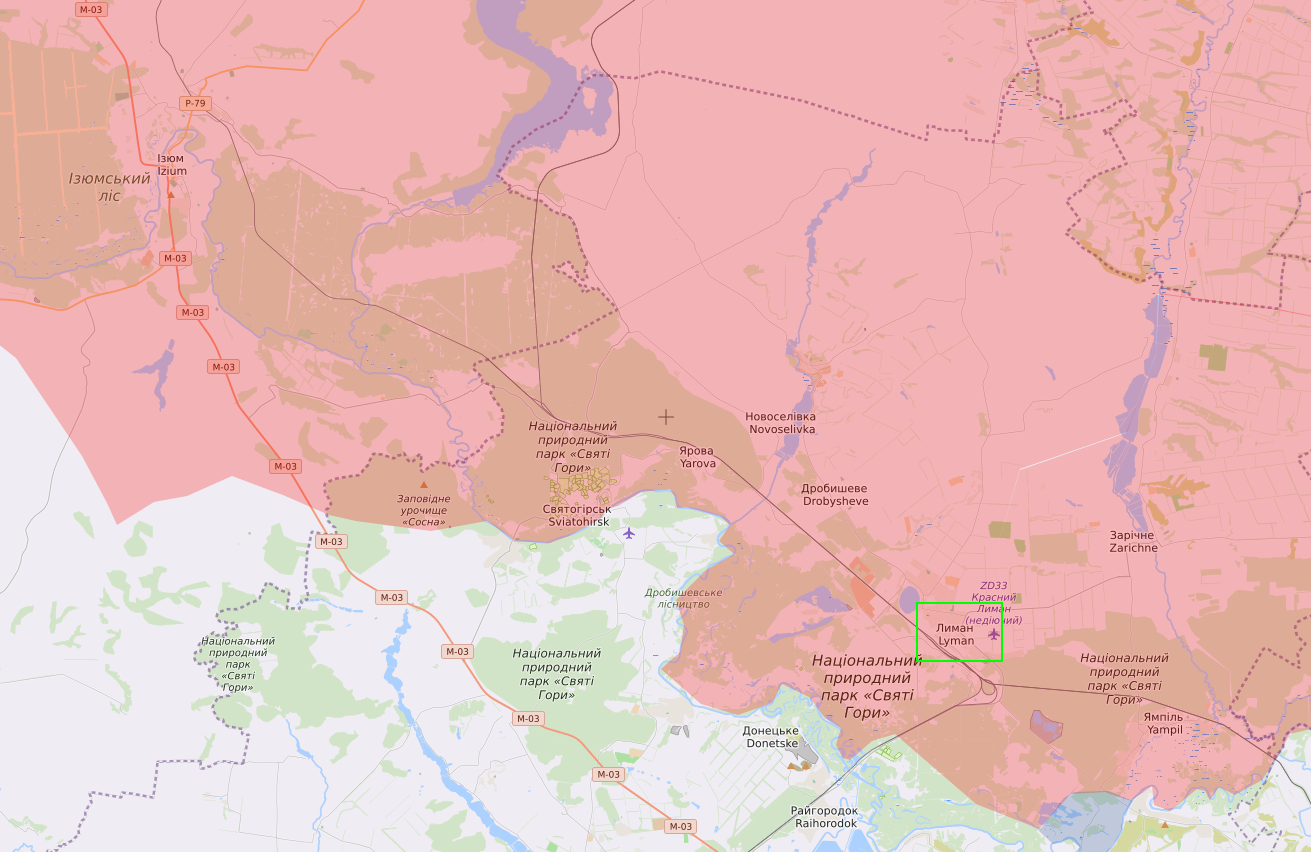 M-03
P-79
Ізюм
Izium
Ізюмський
ліс
M-03
M-03
M-03
Новоселівка
Novoselivka
Національний
природний
парк «Святі
Гори»
Ярова
Yarova
M-03
Дробишеве
Drobysheve
Заповідне
урочище
«Сосна»
Святогірськ
Sviatohirsk
M-03
Зарічне
Zarichne
M-03
Дробишевське
лісництво
ZD33
Красний
Лиман
(недіючий)
Лиман
Lyman
Національний
природний
парк
«Святі
Гори»
M-03
Національний
природний
парк «Святі
Гори»
Національний
природний
парк «Святі
Гори»
Національний
природний
парк «Святі
Гори»
M-03
Ямпіль
Yampil
Донецьке
Donetske
M-03
Райгородок
Raihorodok
M-03